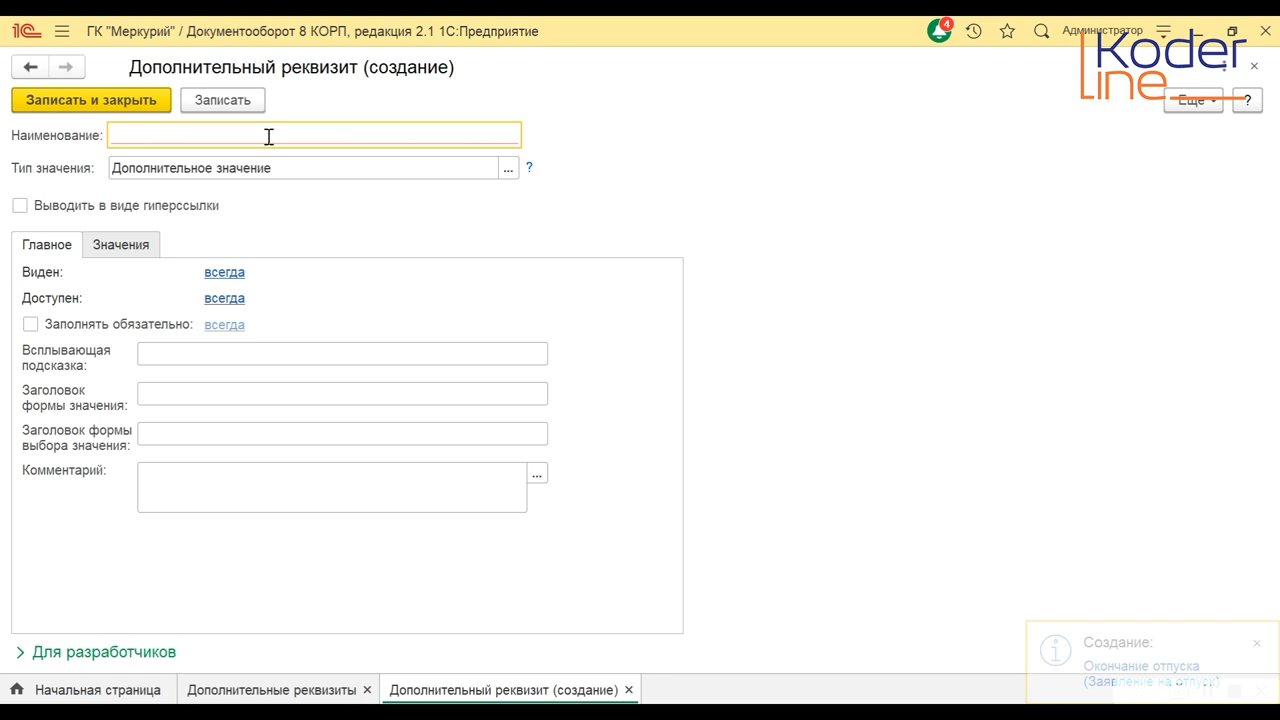 ГК "Меркурий" / Документооборот 8 КОРП, редакция 2.1 1С:Предприятие
4
Администратор
Koder
line
Дополнительный реквизит (создание)
Записать и закрыть
Записать
Еще
?
Наименование:
Тип значения:
Дополнительное значение
...
?
Выводить в виде гиперссылки
Главное
Значения
Виден:
всегда
Доступен:
всегда
Заполнять обязательно:
всегда
Всплывающая
подсказка:
Заголовок
формы значения:
Заголовок формы
выбора значения:
Комментарий:
...
Для разработчиков
Создание:
Окончание отпуска
(Заявление на отпуск)
Начальная страница
Дополнительные реквизиты
Дополнительный реквизит (создание)